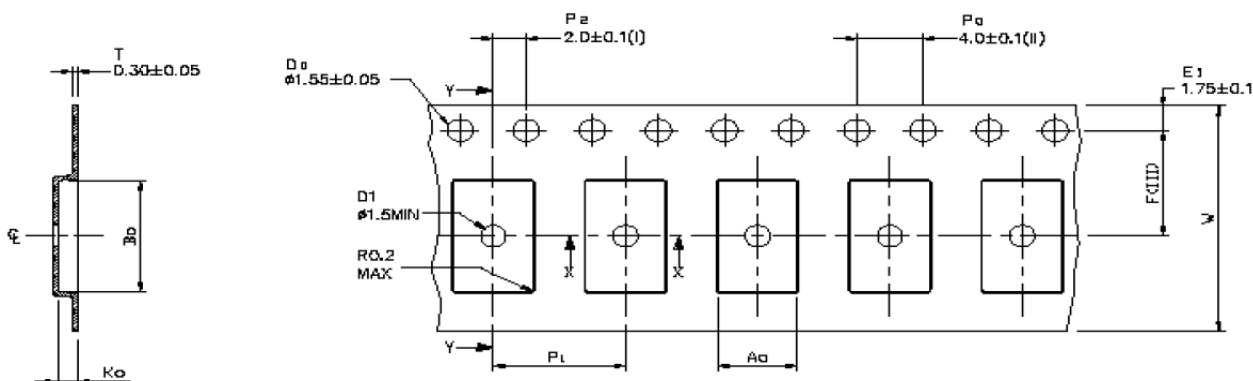 P2
2.0±0.1(I)
P0
4.0±0.1(II)
T
0.30±0.05
D0
ø1.55±0.05
E1
1.75±0.1
Y
F(III)
W
D1
ø1.5MIN
B0
℄
R0.2
MAX
X
X
Y
P1
A0
K0